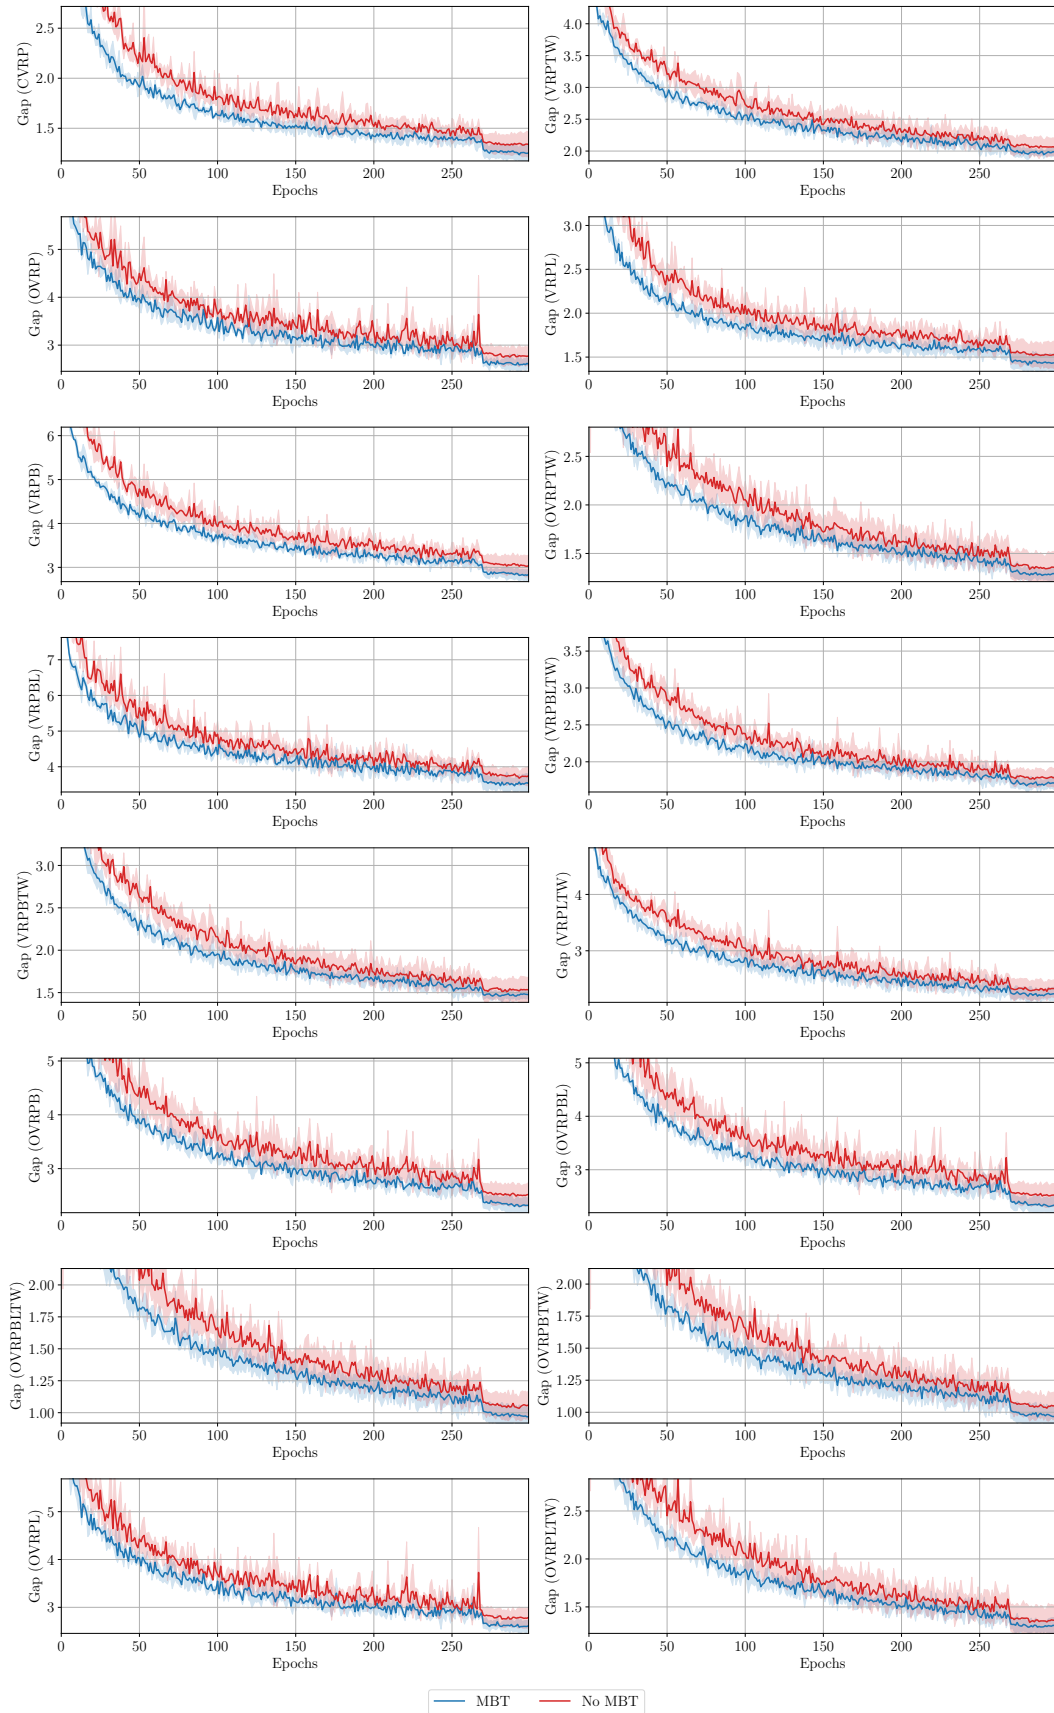 2.5
2.0
1.5
Gap (CVRP)
0 50 100 150 200 250
Epochs
4.0
3.5
3.0
2.5
2.0
Gap (VRPTW)
0 50 100 150 200 250
Epochs
5
4
3
Gap (OVRP)
0 50 100 150 200 250
Epochs
3.0
2.5
2.0
1.5
Gap (VRPL)
0 50 100 150 200 250
Epochs
6
5
4
3
Gap (VRPB)
0 50 100 150 200 250
Epochs
2.5
2.0
1.5
Gap (OVRPTW)
0 50 100 150 200 250
Epochs
7
6
5
4
Gap (VRPBL)
0 50 100 150 200 250
Epochs
3.5
3.0
2.5
2.0
Gap (VRPBLTW)
0 50 100 150 200 250
Epochs
3.0
2.5
2.0
1.5
Gap (VRPBTW)
0 50 100 150 200 250
Epochs
4
3
Gap (VRPLTW)
0 50 100 150 200 250
Epochs
5
4
3
Gap (OVRPB)
0 50 100 150 200 250
Epochs
5
4
3
Gap (OVRPBL)
0 50 100 150 200 250
Epochs
2.00
1.75
1.50
1.25
1.00
Gap (OVRPBLTW)
0 50 100 150 200 250
Epochs
2.00
1.75
1.50
1.25
1.00
Gap (OVRPBTW)
0 50 100 150 200 250
Epochs
5
4
3
Gap (OVRPL)
0 50 100 150 200 250
Epochs
2.5
2.0
1.5
Gap (OVRPLTW)
0 50 100 150 200 250
Epochs
MBT No MBT